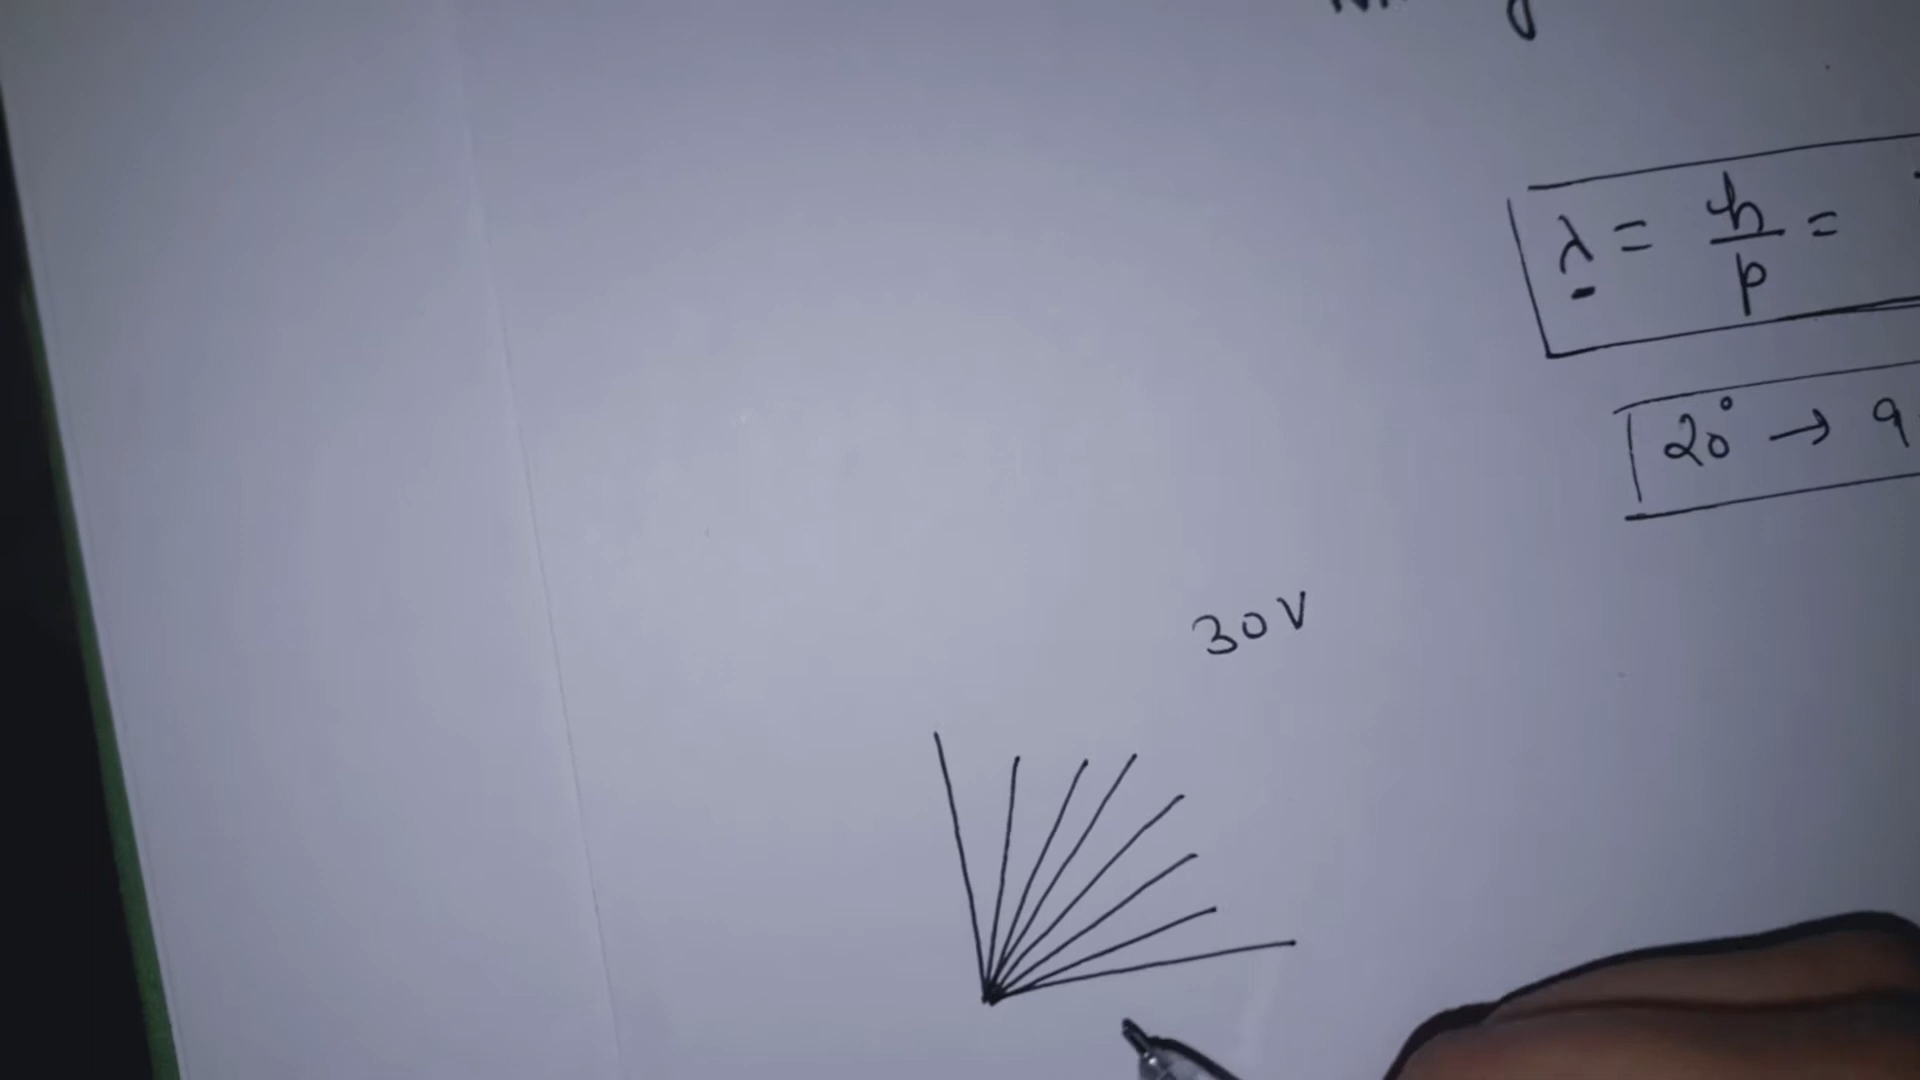 λ = h/p =
20° → 9
30V